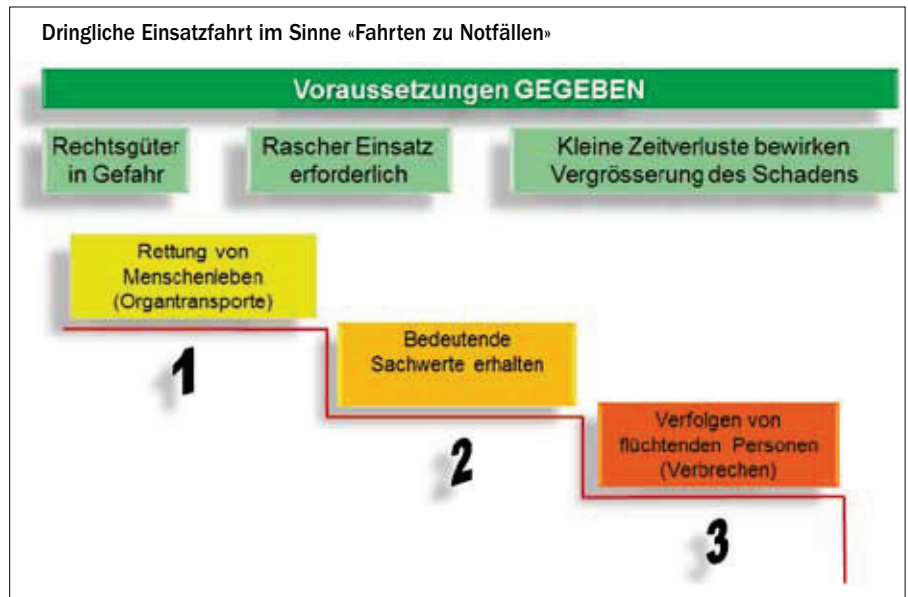 Dringliche Einsatzfahrt im Sinne «Fahrten zu Notfällen»
Voraussetzungen GEGEBEN
Rechtsgüter
in Gefahr
Rascher Einsatz
erforderlich
Kleine Zeitverluste bewirken
Vergrösserung des Schadens
Rettung von
Menschenleben
(Organtransporte)
1
Bedeutende
Sachwerte erhalten
2
Verfolgen von
flüchtenden Personen
(Verbrechen)
3